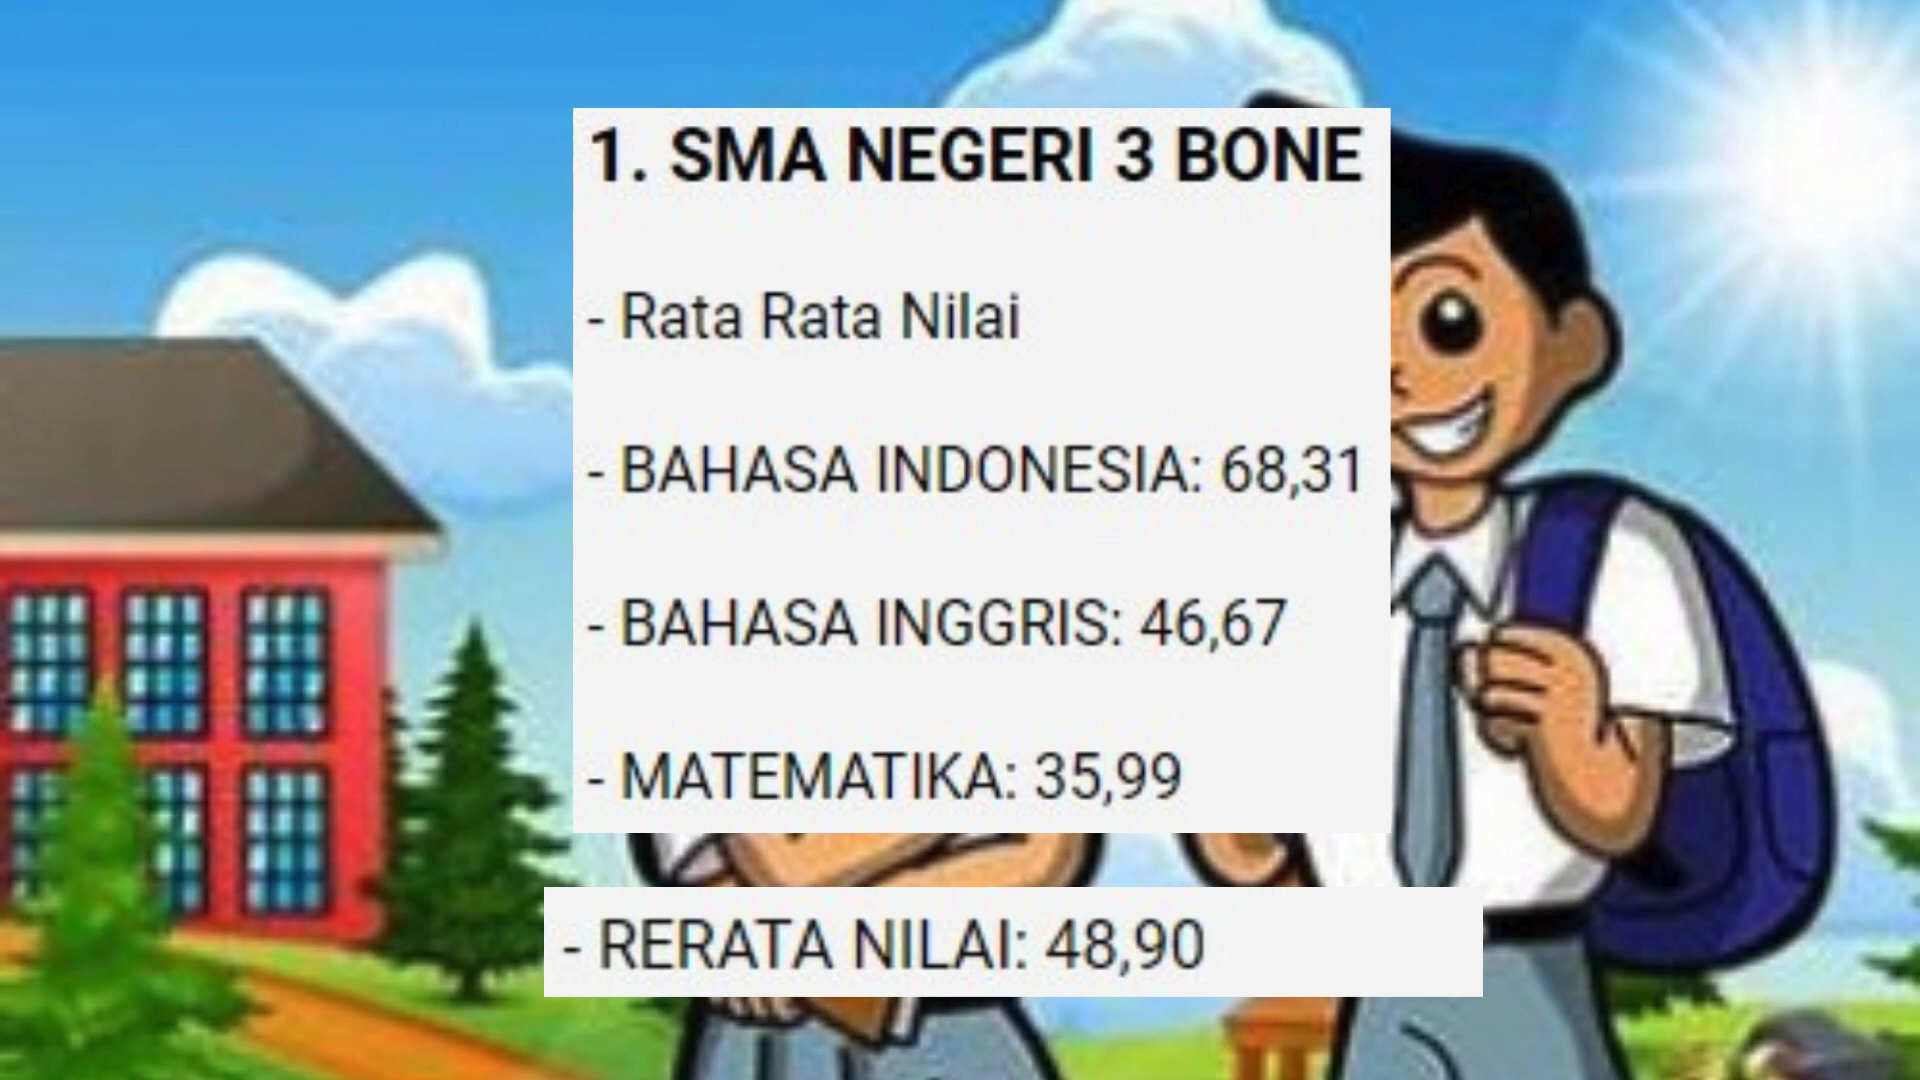 1. SMA NEGERI 3 BONE
- Rata Rata Nilai
- BAHASA INDONESIA: 68,31
- BAHASA INGGRIS: 46,67
- MATEMATIKA: 35,99
- RERATA NILAI: 48,90